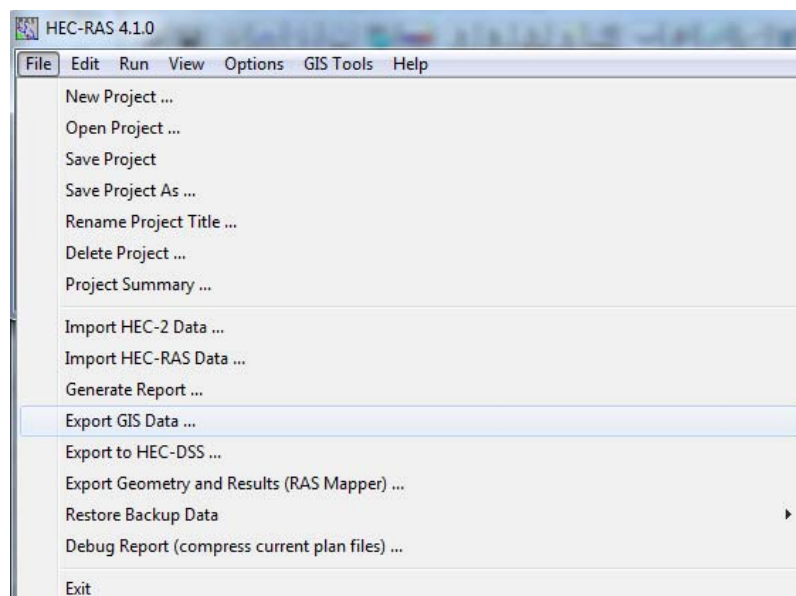 HEC-RAS 4.1.0
File Edit Run View Options GIS Tools Help
New Project ...
Open Project ...
Save Project
Save Project As ...
Rename Project Title ...
Delete Project ...
Project Summary ...
Import HEC-2 Data ...
Import HEC-RAS Data ...
Generate Report ...
Export GIS Data ...
Export to HEC-DSS ...
Export Geometry and Results (RAS Mapper) ...
Restore Backup Data
Debug Report (compress current plan files) ...
Exit